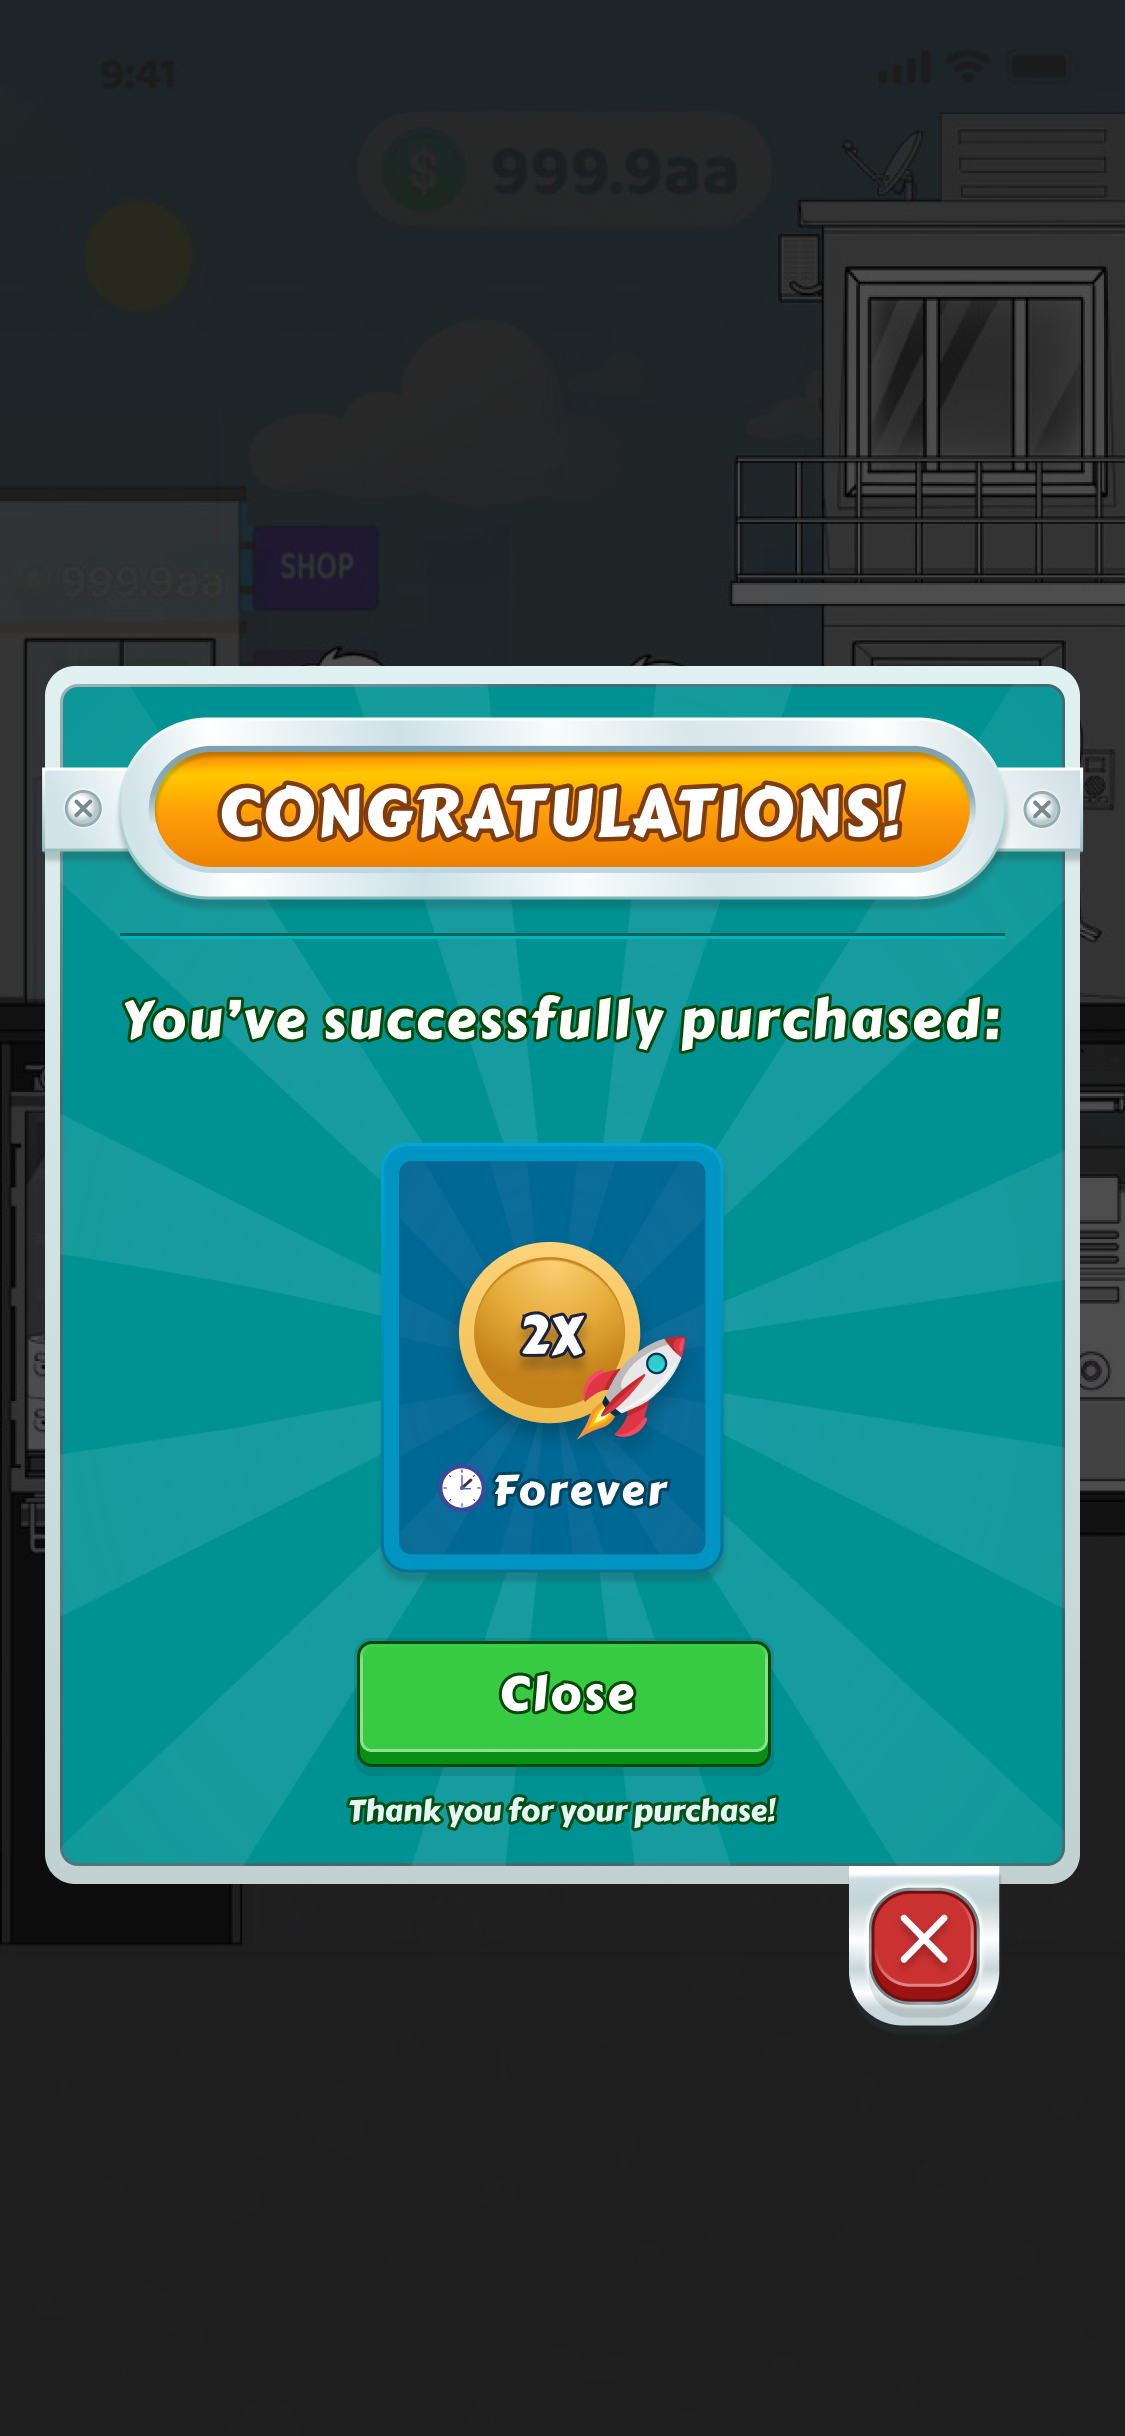 9:41
$ 999.9aa
999.9aa
SHOP
CONGRATULATIONS!
You've successfully purchased:
2X
Forever
Close
Thank you for your purchase!